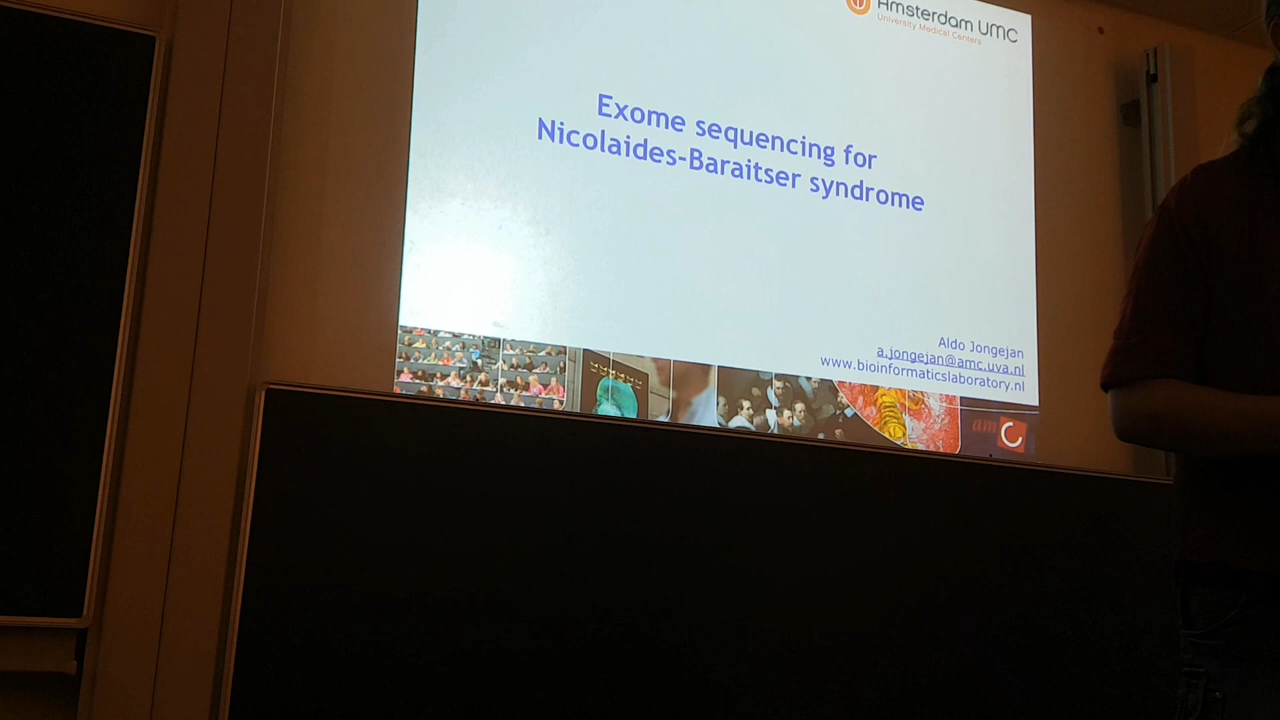 Amsterdam UMC
University Medical Centers
Exome sequencing for
Nicolaides-Baraitser syndrome
Aldo Jongejan
a.jongejan@amc.uva.nl
www.bioinformaticslaboratory.nl
am